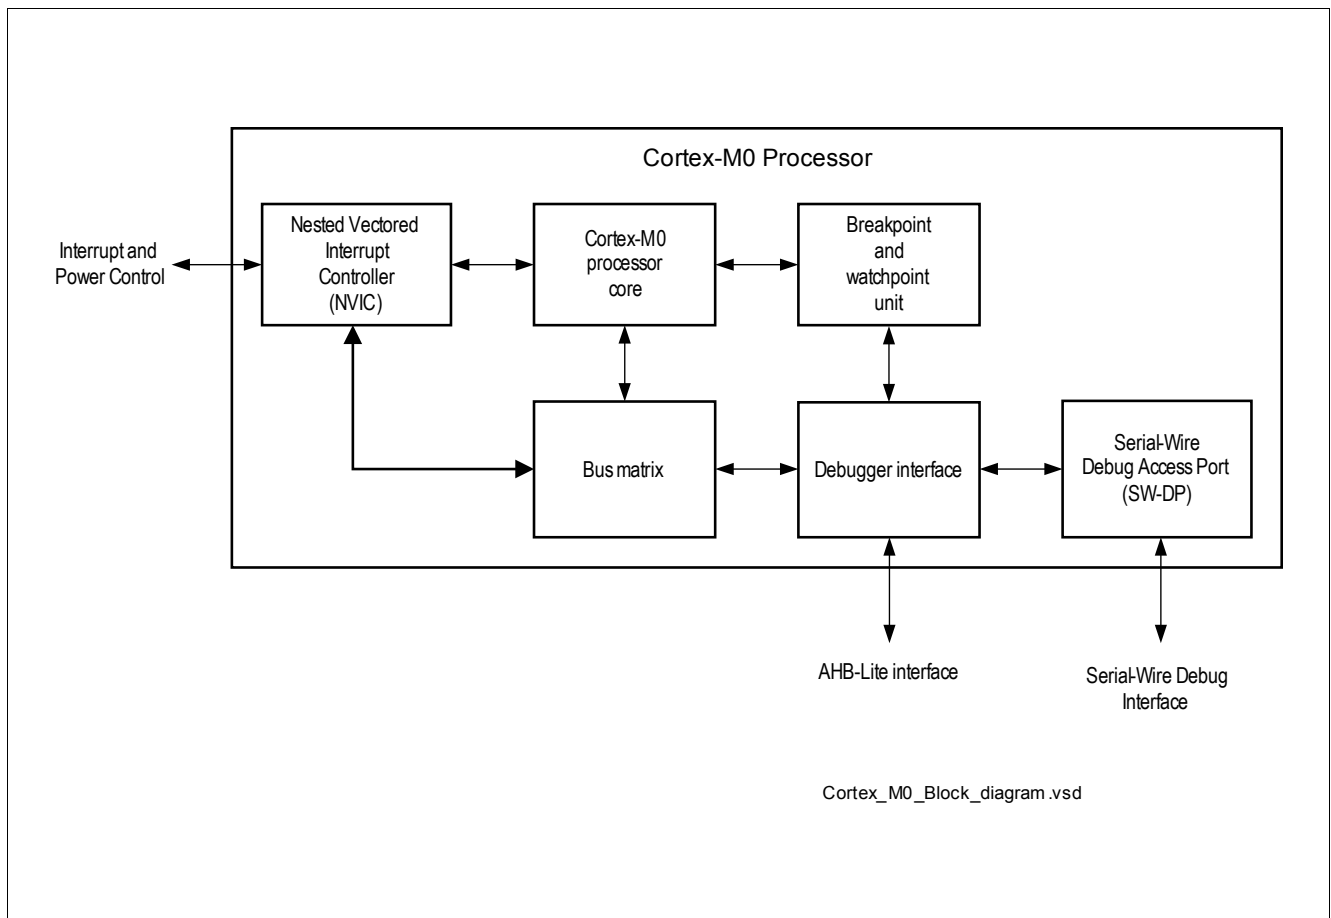 Cortex-M0 Processor
Nested Vectored
Interrupt
Controller
(NVIC)
Cortex-M0
processor
core
Breakpoint
and
watchpoint
unit
Interrupt and
Power Control
Bus matrix
Debugger interface
Serial-Wire
Debug Access Port
(SW-DP)
AHB-Lite interface
Serial-Wire Debug
Interface
Cortex_M0_Block_diagram.vsd